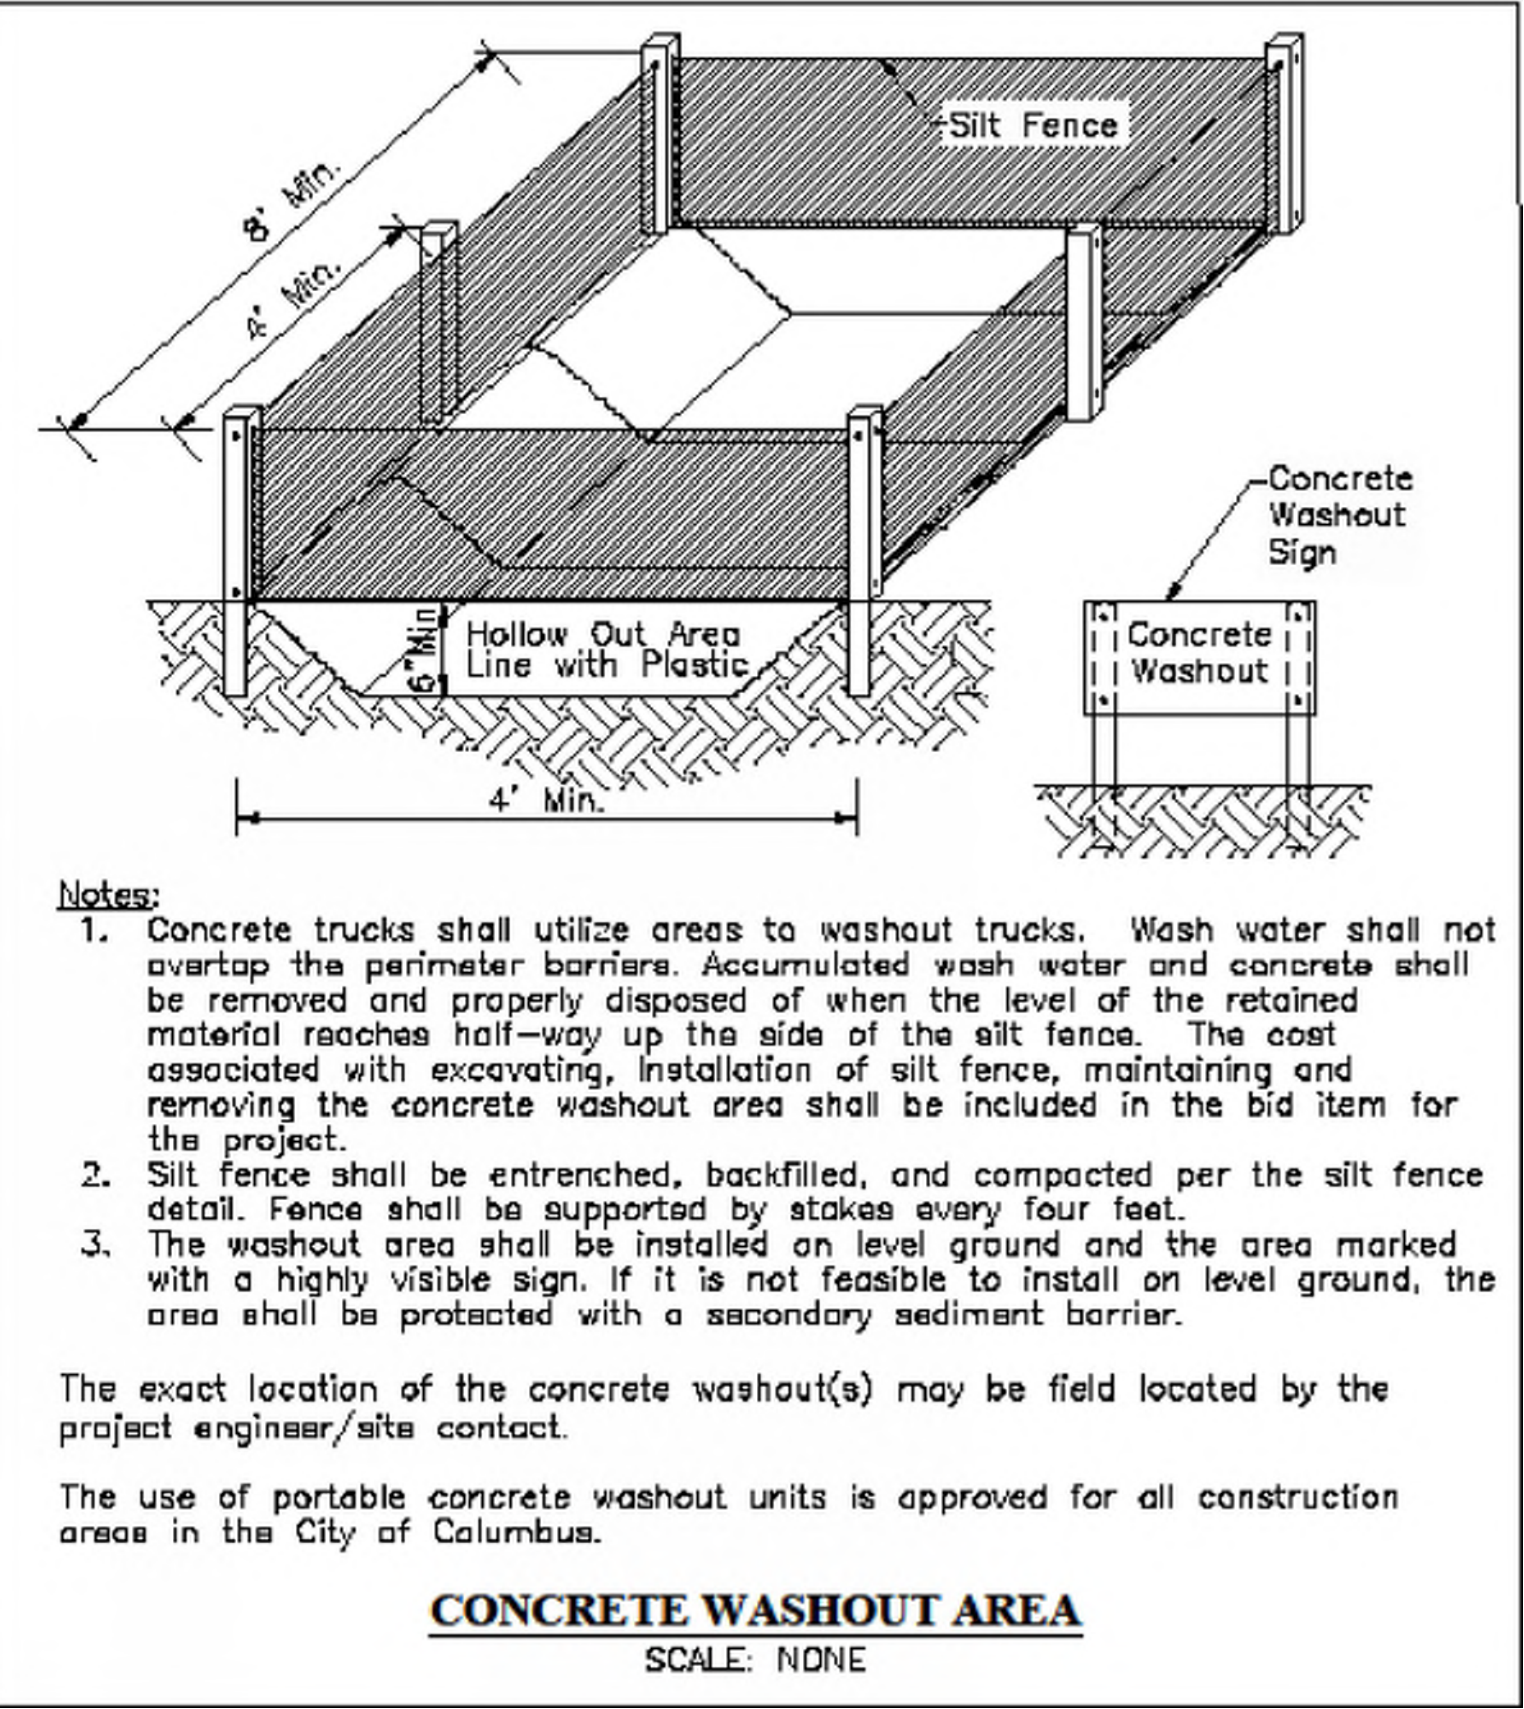 Silt Fence
8' Min.
4' Min.
Concrete
Washout
Sign
6" Min
Hollow Out Area
Line with Plastic
Concrete
Washout
4' Min.
Notes:
1. Concrete trucks shall utilize areas to washout trucks. Wash water shall not
overtop the perimeter barriers. Accumulated wash water and concrete shall
be removed and properly disposed of when the level of the retained
material reaches half-way up the side of the silt fence. The cost
associated with excavating, Installation of silt fence, maintaining and
removing the concrete washout area shall be included in the bid item for
the project.
2. Silt fence shall be entrenched, backfilled, and compacted per the silt fence
detail. Fence shall be supported by stakes every four feet.
3. The washout area shall be installed on level ground and the area marked
with a highly visible sign. If it is not feasible to install on level ground, the
area shall be protected with a secondary sediment barrier.
The exact location of the concrete washout(s) may be field located by the
project engineer/site contact.
The use of portable concrete washout units is approved for all construction
areas in the City of Columbus.
CONCRETE WASHOUT AREA
SCALE: NONE